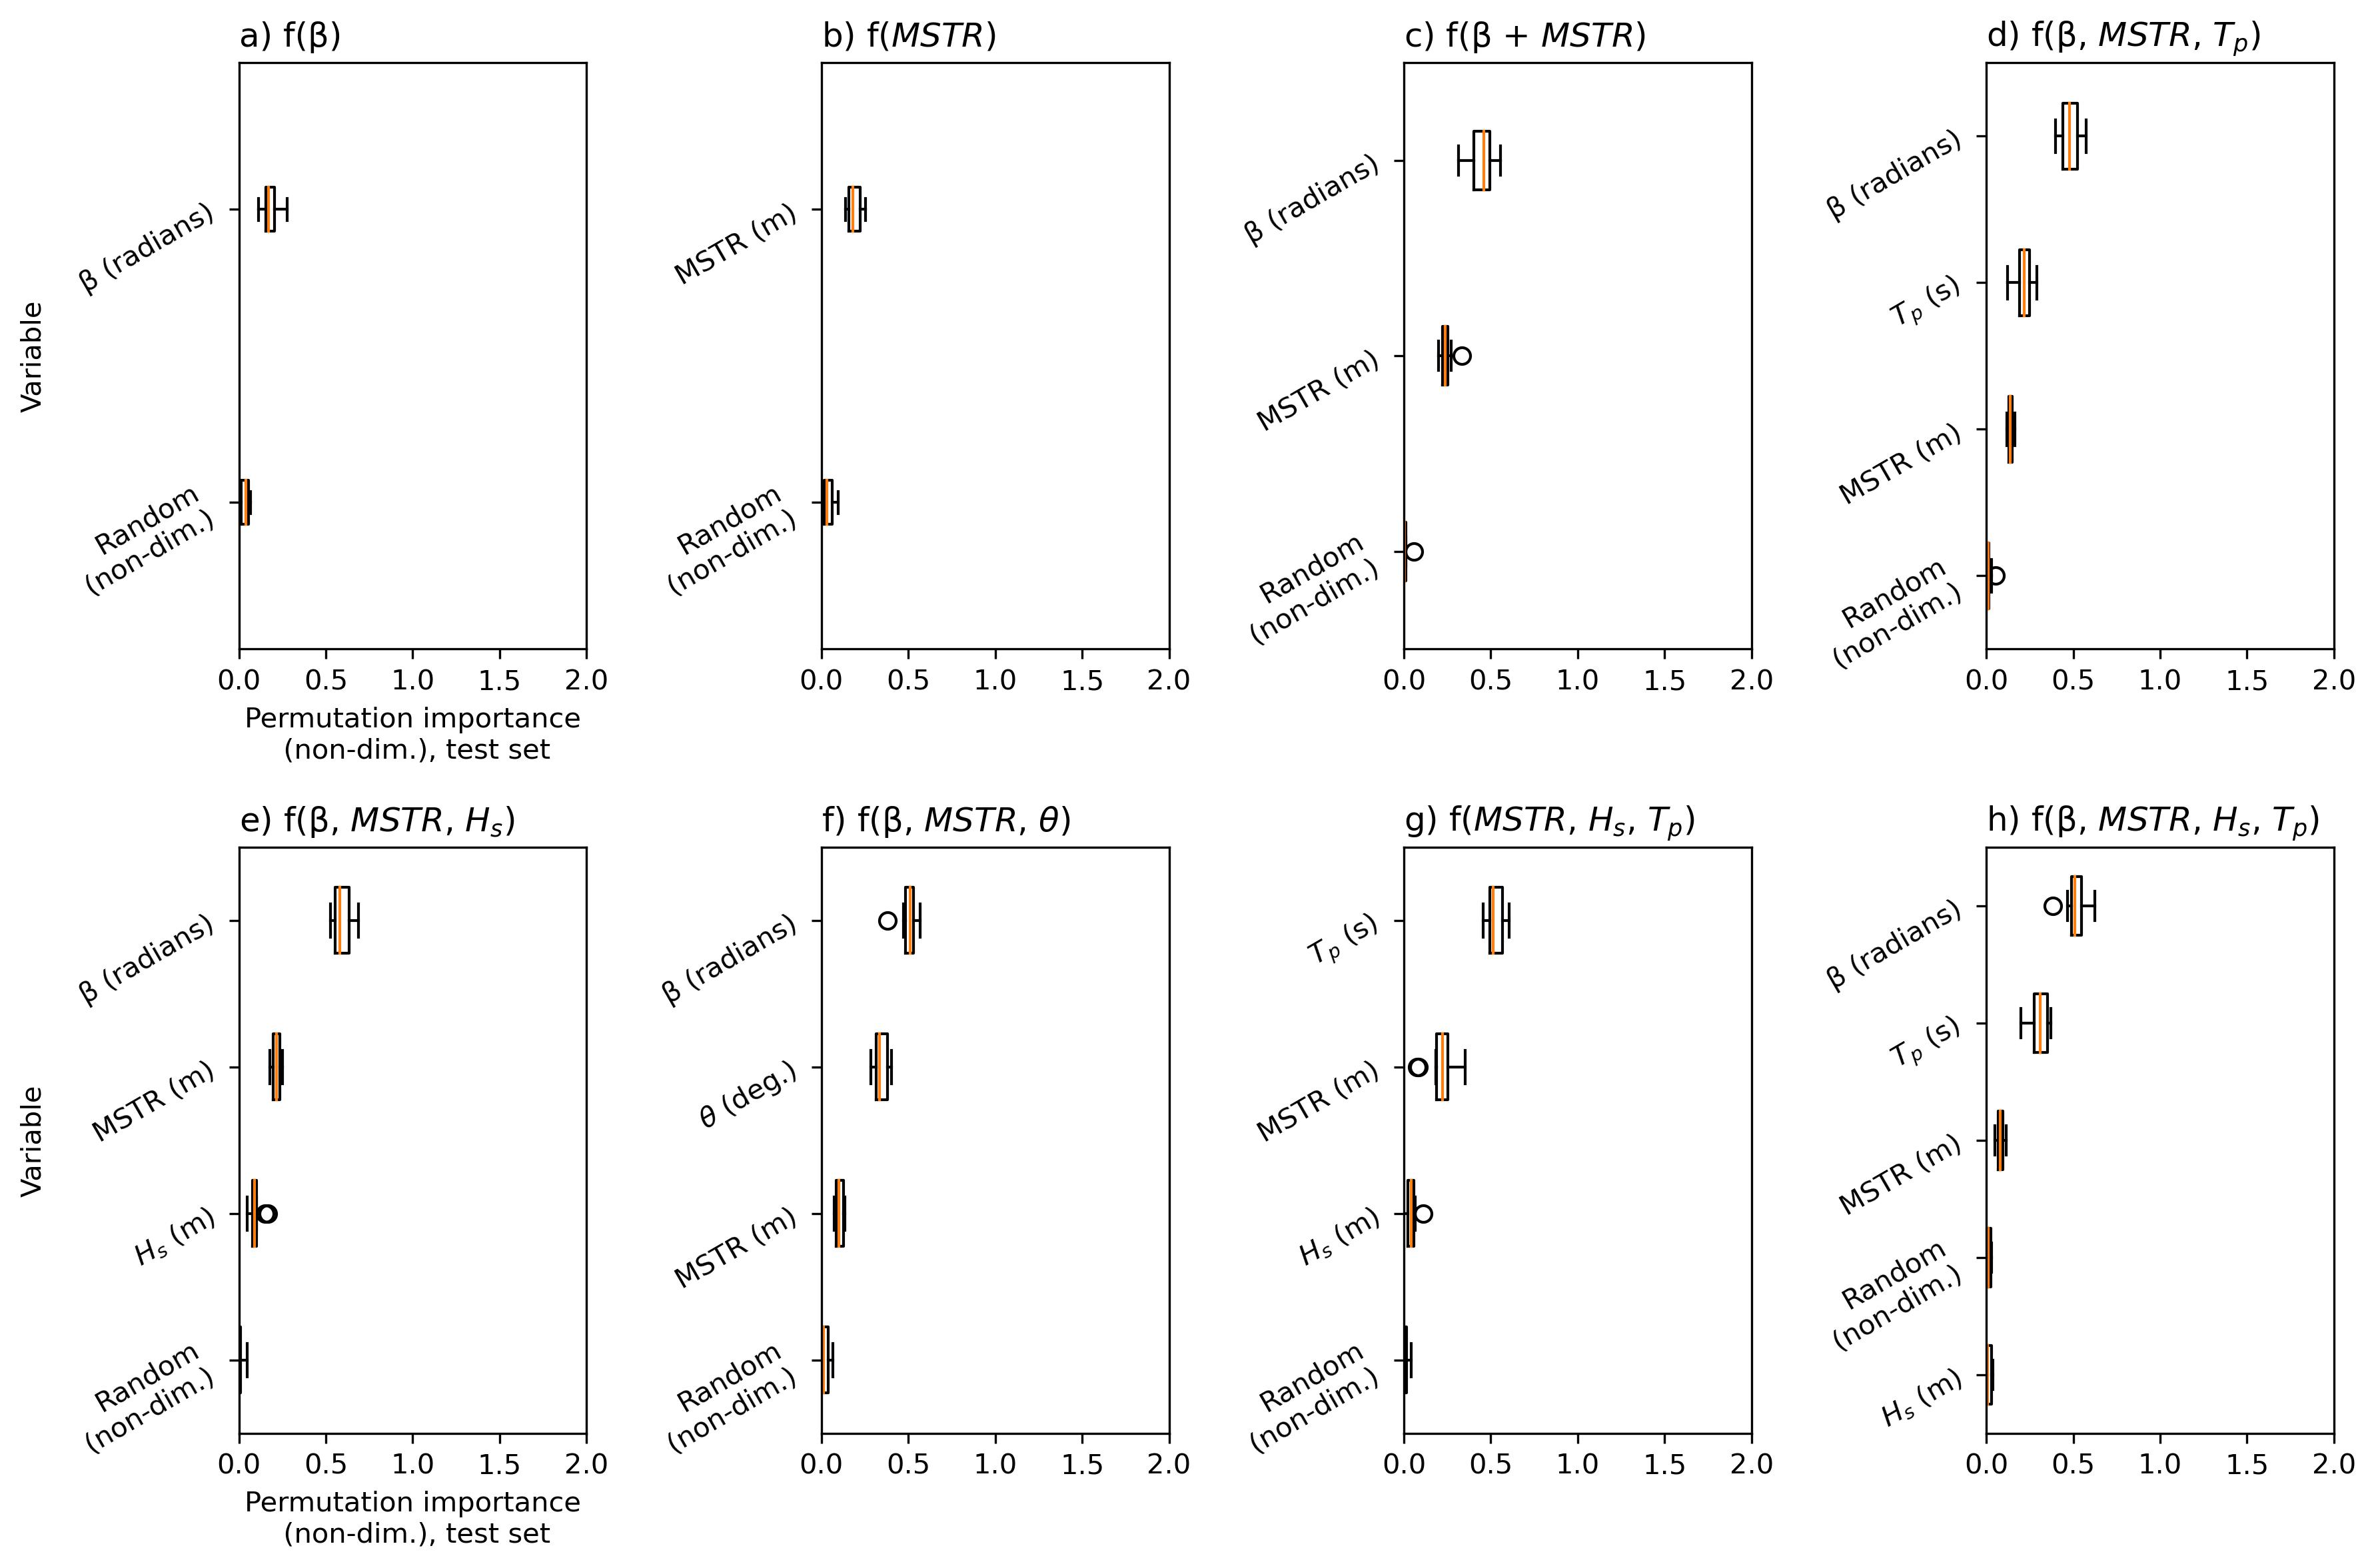 a) f(β)
b) f(MSTR)
c) f(β + MSTR)
d) f(β, MSTR, Tp)
Variable
β (radians)
Random
(non-dim.)
0.0 0.5 1.0 1.5 2.0
Permutation importance
(non-dim.), test set
MSTR (m)
Random
(non-dim.)
0.0 0.5 1.0 1.5 2.0
β (radians)
MSTR (m)
Random
(non-dim.)
0.0 0.5 1.0 1.5 2.0
β (radians)
Tp (s)
MSTR (m)
Random
(non-dim.)
0.0 0.5 1.0 1.5 2.0
e) f(β, MSTR, Hs)
f) f(β, MSTR, θ)
g) f(MSTR, Hs, Tp)
h) f(β, MSTR, Hs, Tp)
Variable
β (radians)
MSTR (m)
Hs (m)
Random
(non-dim.)
0.0 0.5 1.0 1.5 2.0
Permutation importance
(non-dim.), test set
β (radians)
θ (deg.)
MSTR (m)
Random
(non-dim.)
0.0 0.5 1.0 1.5 2.0
Tp (s)
MSTR (m)
Hs (m)
Random
(non-dim.)
0.0 0.5 1.0 1.5 2.0
β (radians)
Tp (s)
MSTR (m)
Random
(non-dim.)
Hs (m)
0.0 0.5 1.0 1.5 2.0